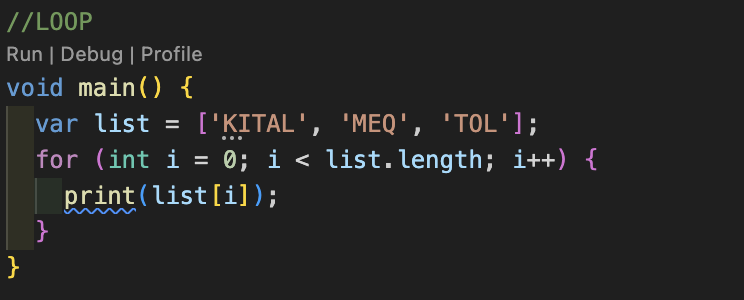 //LOOP
Run | Debug | Profile
void main() {
  var list = ['KITAL', 'MEQ', 'TOL'];
  for (int i = 0; i < list.length; i++) {
    print(list[i]);
  }
}